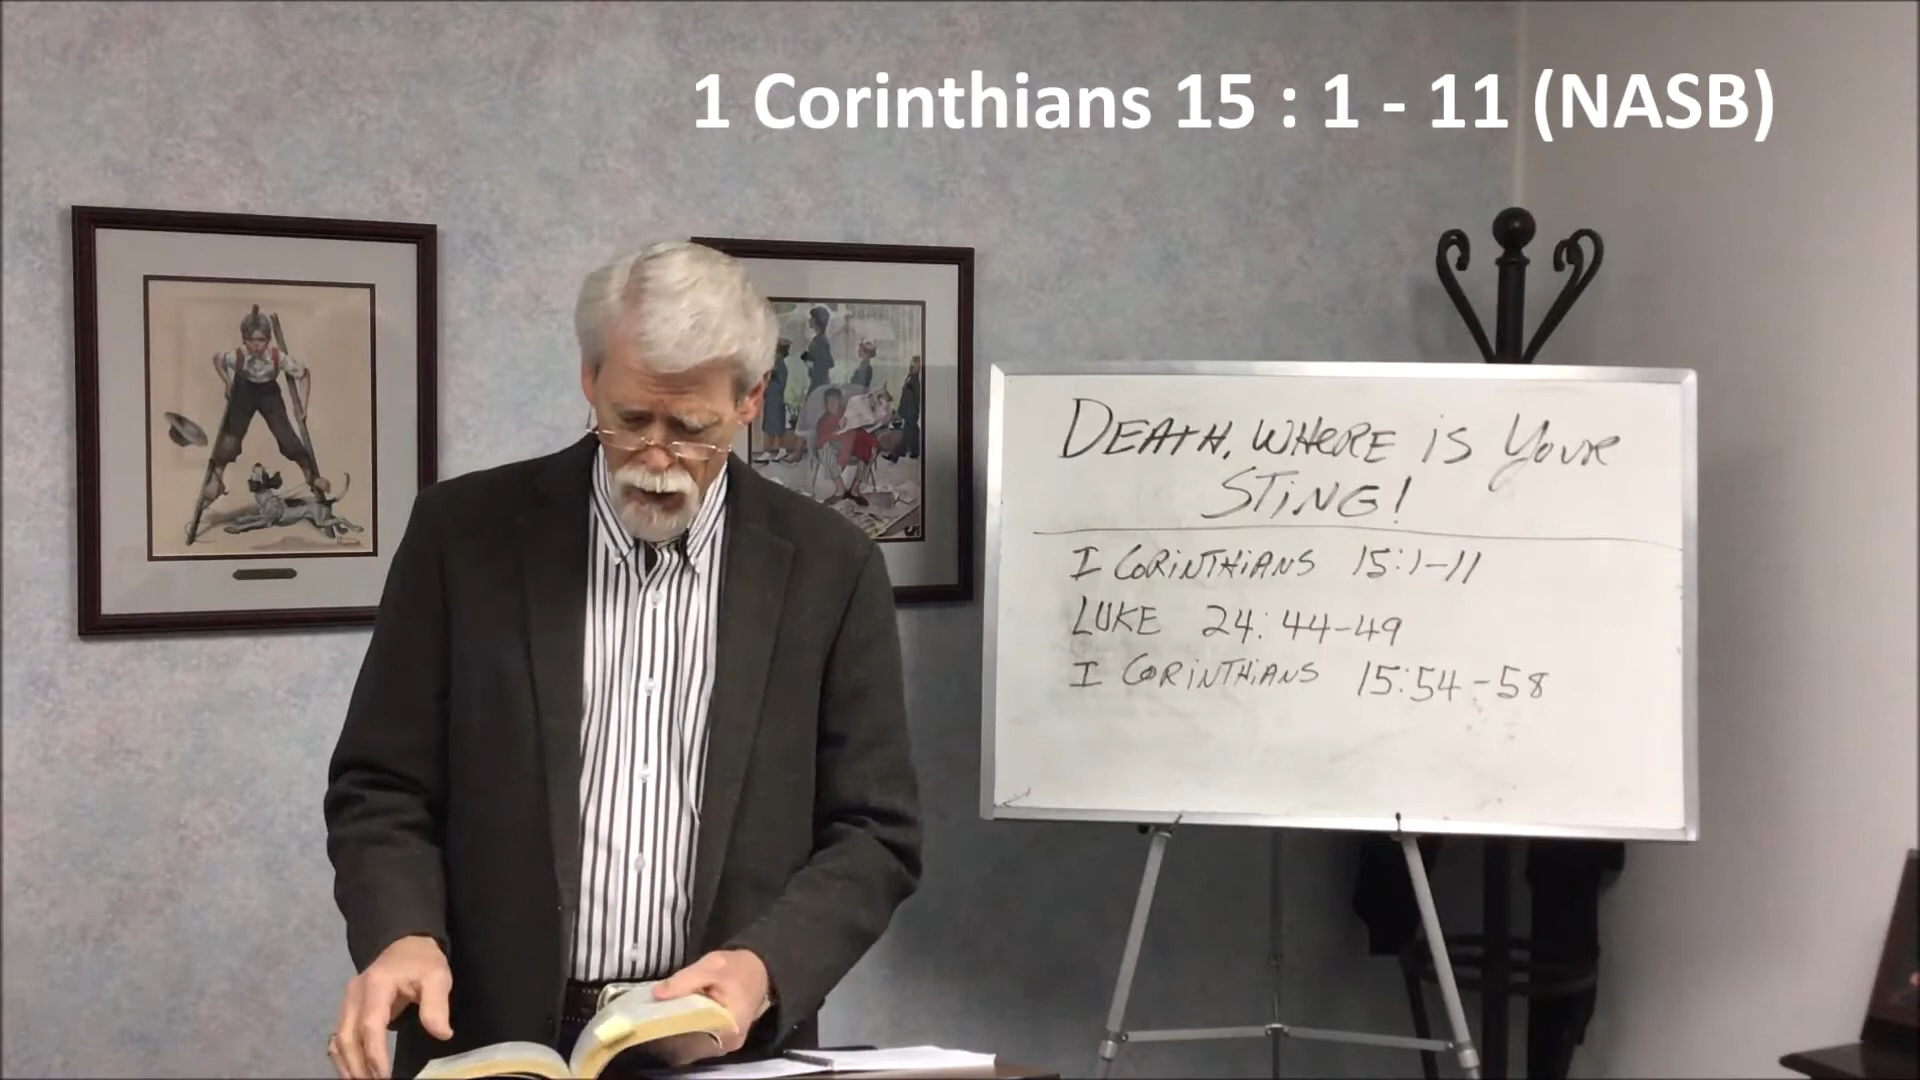 1 Corinthians 15 : 1 - 11 (NASB)
DEATH, WHERE iS YOUR
STiNG!
I CORiNTHiANS 15:1-11
LUKE 24:44-49
I CORiNTHiANS 15:54-58